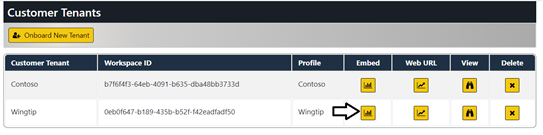 Customer Tenants
Onboard New Tenant
Customer Tenant Workspace ID Profile Embed Web URL View Delete
Contoso b7f6f4f3-64eb-4091-b635-dba48bb3733d Contoso
Wingtip 0eb0f647-b189-435b-b52f-f42eadfadf50 Wingtip